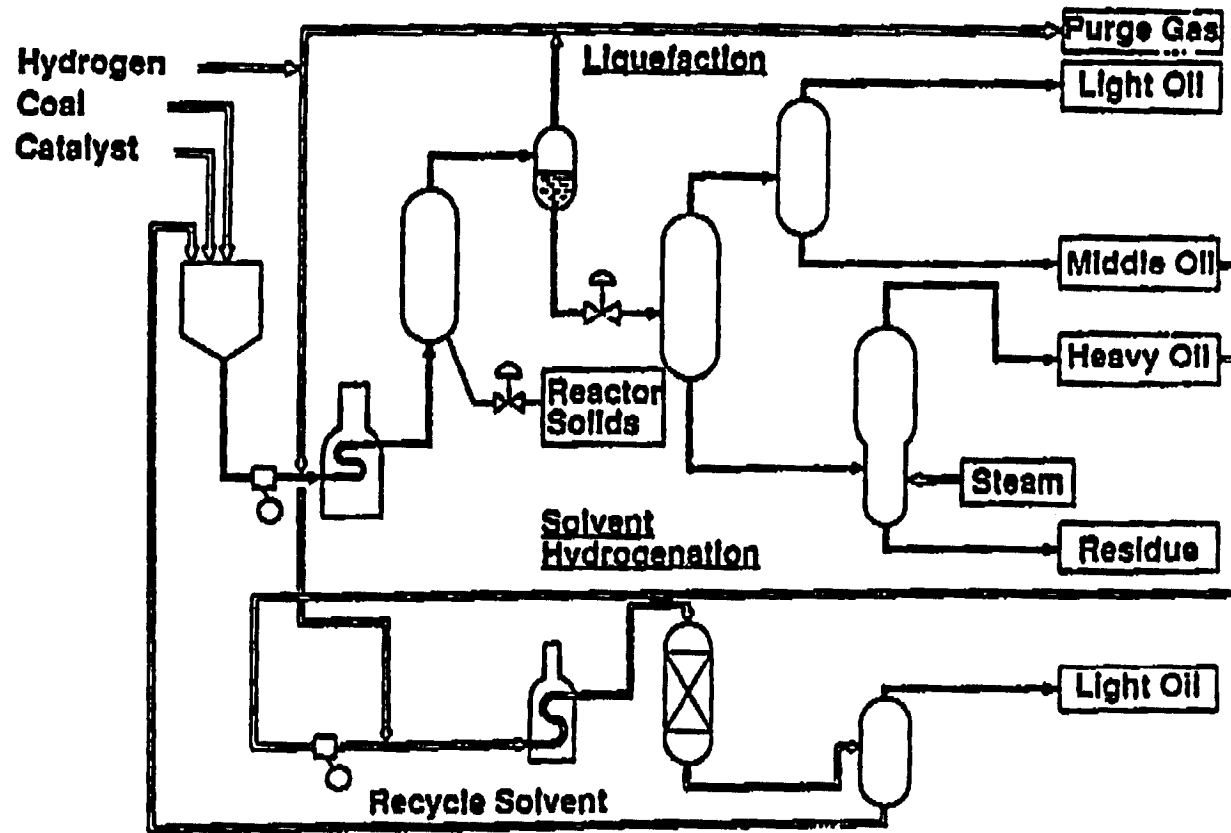 Purge Gas
Liquefaction
Hydrogen
Light Oil
Coal
Catalyst
Middle Oil
Heavy Oil
Reactor
Solids
Steam
Solvent
Hydrogenation
Residue
Light Oil
Recycle Solvent